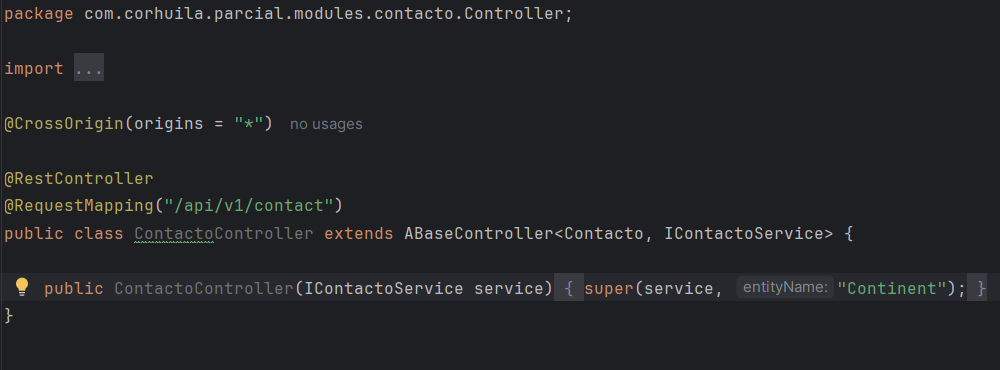 package com.corhuila.parcial.modules.contacto.Controller;
import ...
@CrossOrigin(origins = "*") no usages
@RestController
@RequestMapping("/api/v1/contact")
public class ContactoController extends ABaseController<Contacto, IContactoService> {
public ContactoController(IContactoService service) { super(service, entityName: "Continent"); }
}